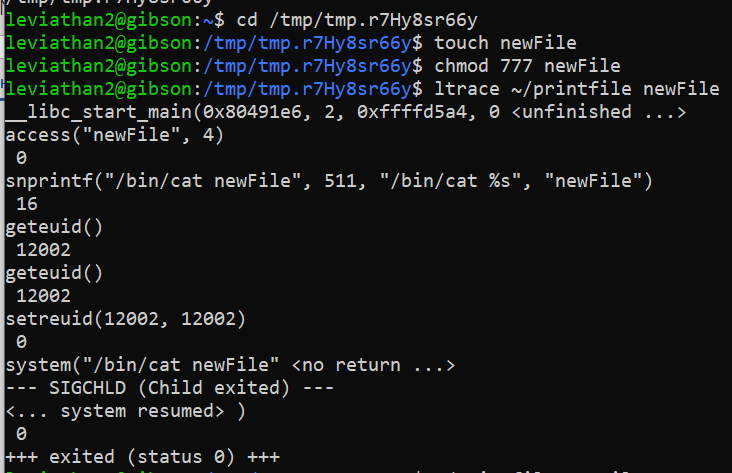 leviathan2@gibson:~$ cd /tmp/tmp.r7Hy8sr66y
leviathan2@gibson:/tmp/tmp.r7Hy8sr66y$ touch newFile
leviathan2@gibson:/tmp/tmp.r7Hy8sr66y$ chmod 777 newFile
leviathan2@gibson:/tmp/tmp.r7Hy8sr66y$ ltrace ~/printfile newFile
__libc_start_main(0x80491e6, 2, 0xffffd5a4, 0 <unfinished ...>
access("newFile", 4)
 0
snprintf("/bin/cat newFile", 511, "/bin/cat %s", "newFile")
 16
geteuid()
 12002
geteuid()
 12002
setreuid(12002, 12002)
 0
system("/bin/cat newFile" <no return ...>
--- SIGCHLD (Child exited) ---
<... system resumed> )
 0
+++ exited (status 0) +++